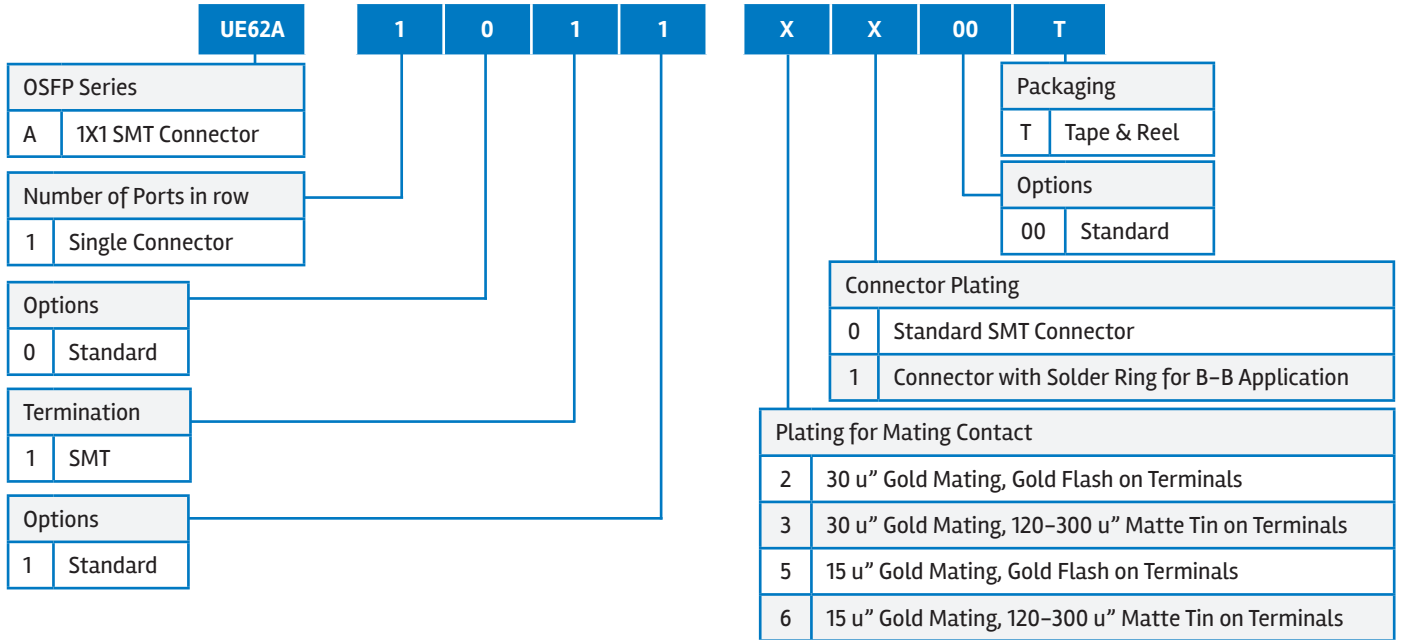 UE62A 1 0 1 1 X X 00 T
OSFP Series
A 1X1 SMT Connector
Number of Ports in row
1 Single Connector
Options
0 Standard
Termination
1 SMT
Options
1 Standard
Packaging
T Tape & Reel
Options
00 Standard
Connector Plating
0 Standard SMT Connector
1 Connector with Solder Ring for B–B Application
Plating for Mating Contact
2 30 u” Gold Mating, Gold Flash on Terminals
3 30 u” Gold Mating, 120–300 u” Matte Tin on Terminals
5 15 u” Gold Mating, Gold Flash on Terminals
6 15 u” Gold Mating, 120–300 u” Matte Tin on Terminals